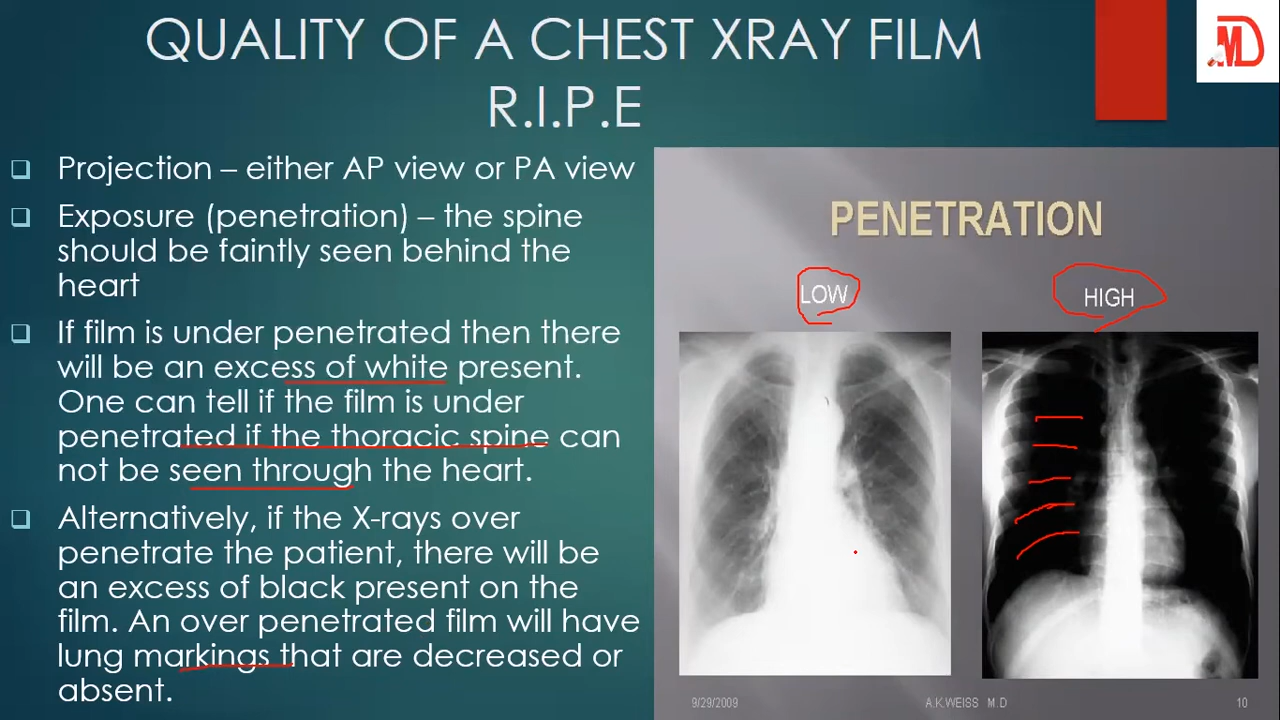 QUALITY OF A CHEST XRAY FILM
R.I.P.E
MD
Projection – either AP view or PA view
Exposure (penetration) – the spine
should be faintly seen behind the
heart
If film is under penetrated then there
will be an excess of white present.
One can tell if the film is under
penetrated if the thoracic spine can
not be seen through the heart.
Alternatively, if the X-rays over
penetrate the patient, there will be
an excess of black present on the
film. An over penetrated film will have
lung markings that are decreased or
absent.
PENETRATION
LOW
HIGH
9/29/2009
A.K.WEISS M.D
10